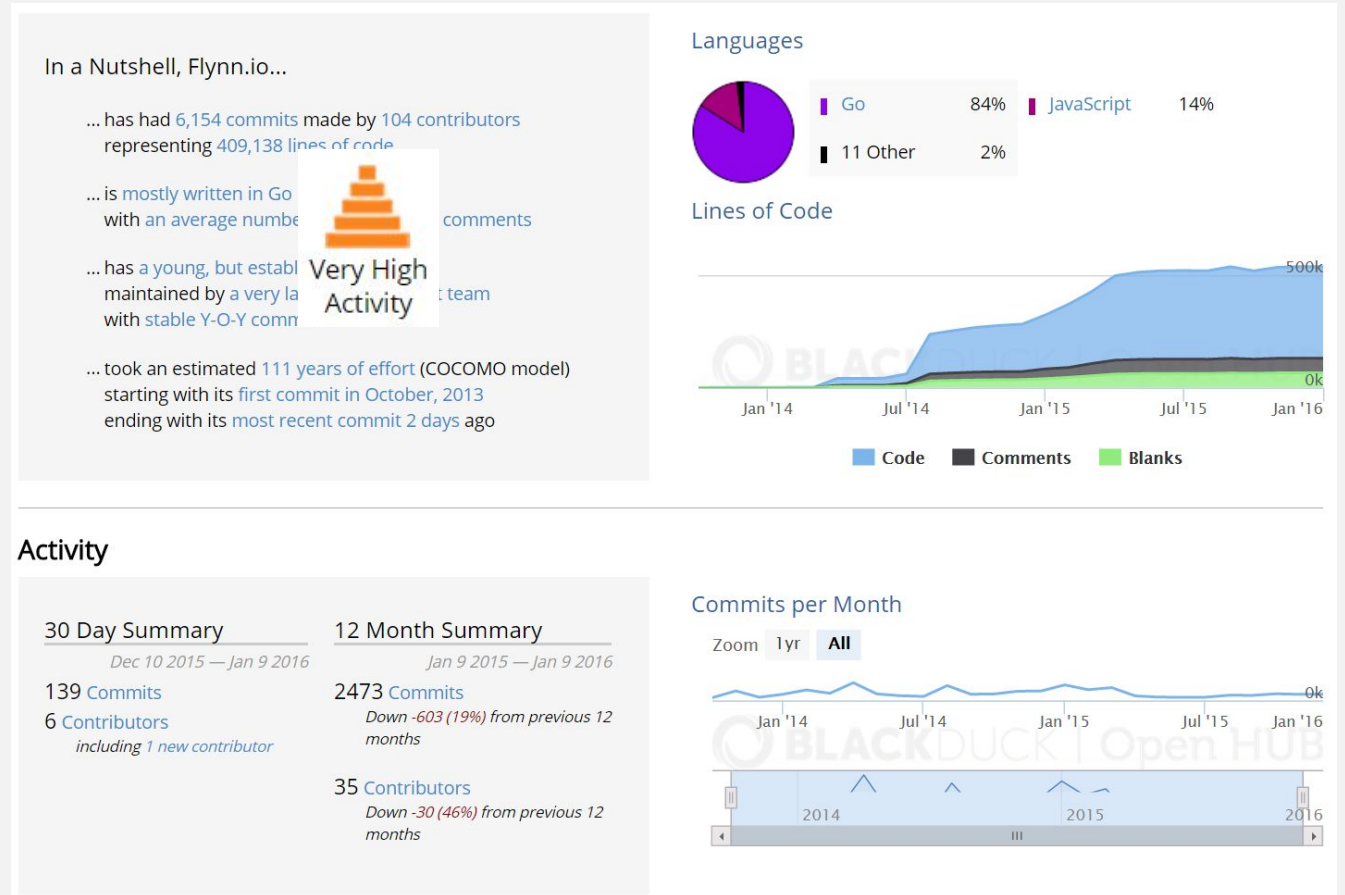 In a Nutshell, Flynn.io...
... has had 6,154 commits made by 104 contributors
representing 409,138 lines of code
... is mostly written in Go
with an average comments
... has a young, but
maintained by a very team
with stable Y-O-Y
Very High
Activity
... took an estimated 111 years of effort (COCOMO model)
starting with its first commit in October, 2013
ending with its most recent commit 2 days ago
Languages
Go 84% JavaScript 14%
11 Other 2%
Lines of Code
500k
BLACKDUCK | Open HUB
0k
Jan '14 Jul '14 Jan '15 Jul '15 Jan '16
Code Comments Blanks
Activity
30 Day Summary
Dec 10 2015 — Jan 9 2016
139 Commits
6 Contributors
including 1 new contributor
12 Month Summary
Jan 9 2015 — Jan 9 2016
2473 Commits
Down -603 (19%) from previous 12
months
35 Contributors
Down -30 (46%) from previous 12
months
Commits per Month
Zoom 1yr All
0k
Jan '14 Jul '14 Jan '15 Jul '15 Jan '16
BLACKDUCK | Open HUB
2014 2015 2016